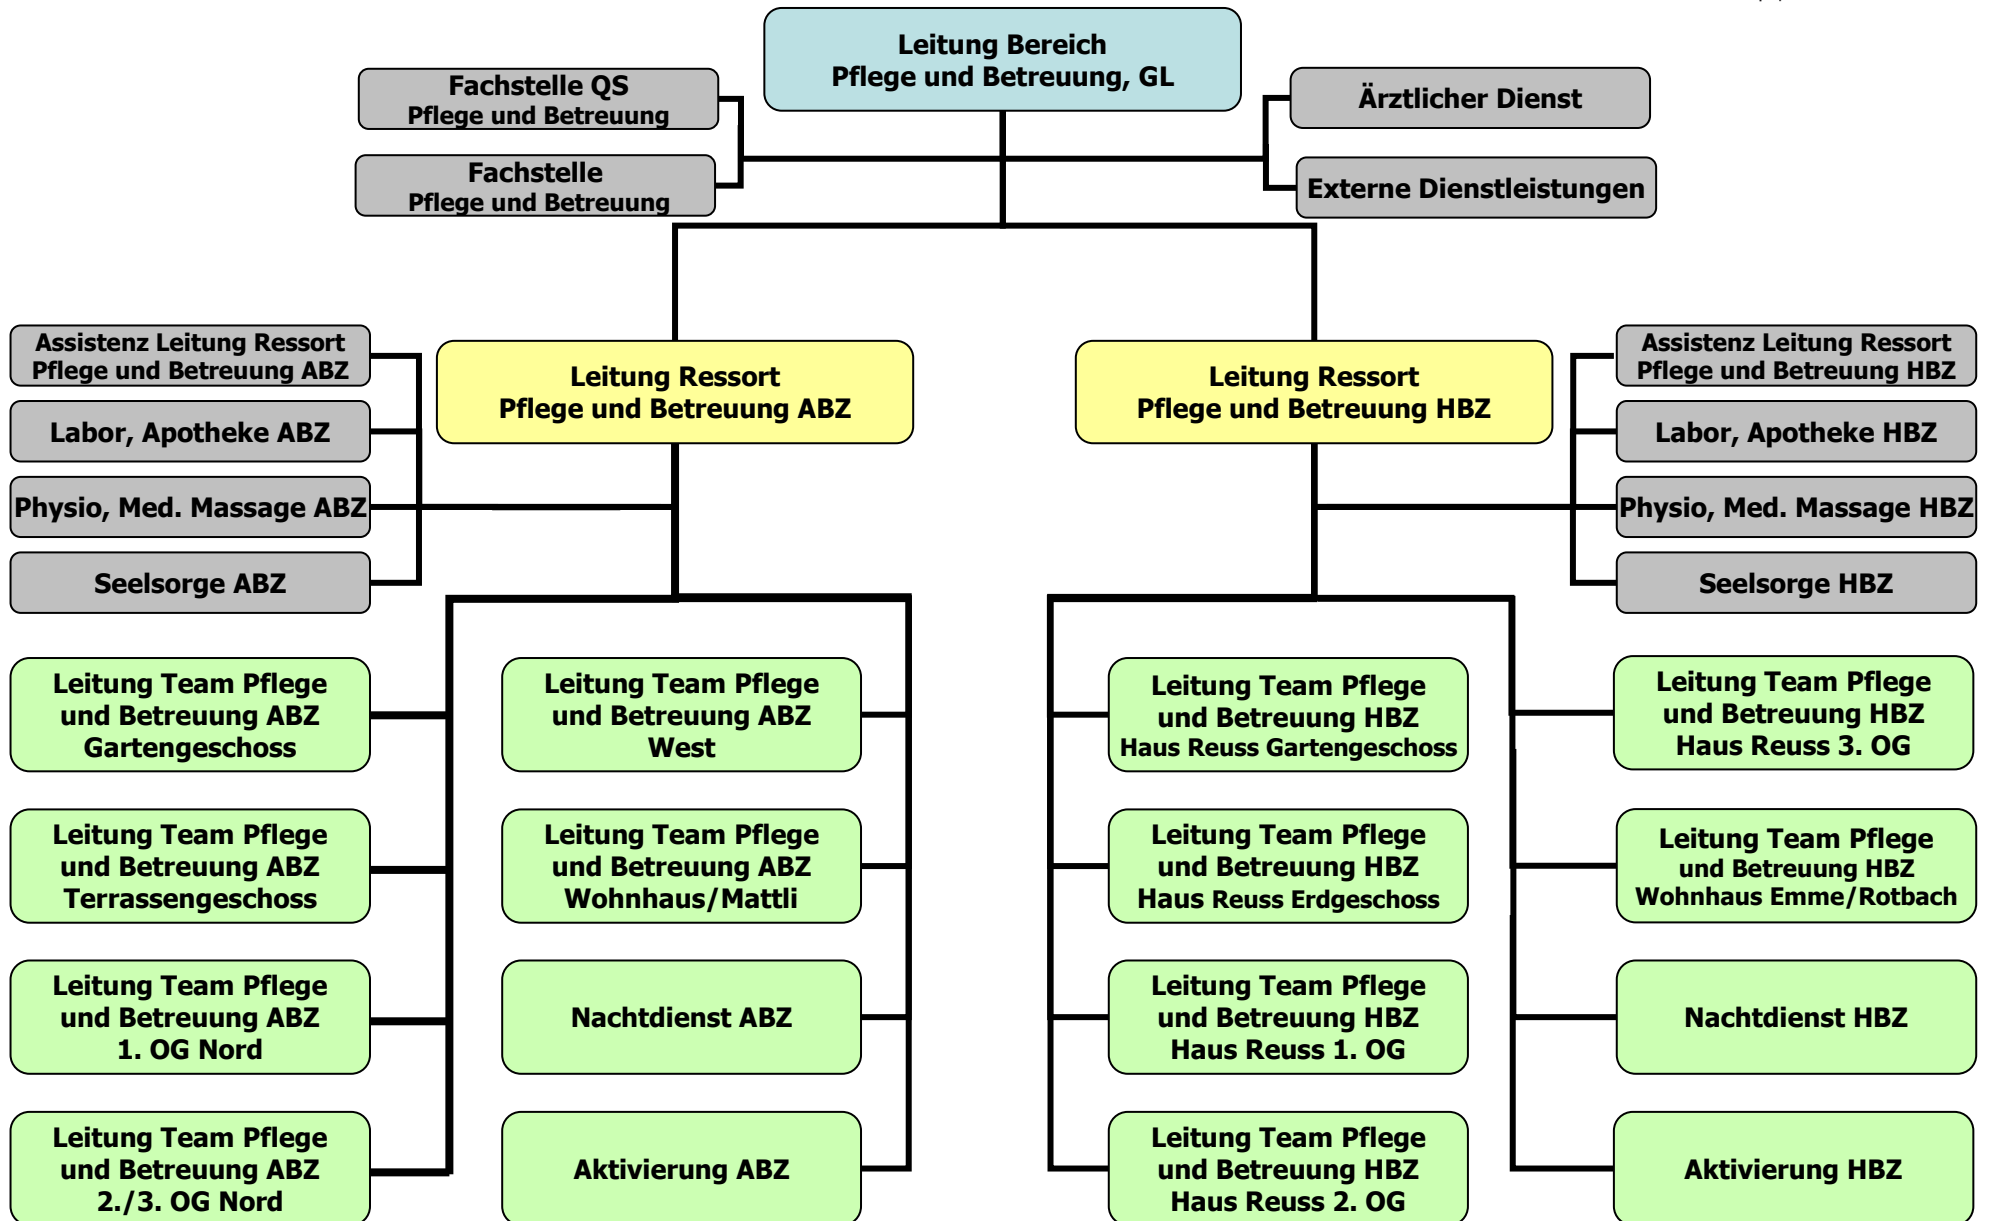 Leitung Bereich
Pflege und Betreuung, GL
Fachstelle QS
Pflege und Betreuung
Ärztlicher Dienst
Fachstelle
Pflege und Betreuung
Externe Dienstleistungen
Assistenz Leitung Ressort
Pflege und Betreuung ABZ
Leitung Ressort
Pflege und Betreuung ABZ
Leitung Ressort
Pflege und Betreuung HBZ
Assistenz Leitung Ressort
Pflege und Betreuung HBZ
Labor, Apotheke ABZ
Labor, Apotheke HBZ
Physio, Med. Massage ABZ
Physio, Med. Massage HBZ
Seelsorge ABZ
Seelsorge HBZ
Leitung Team Pflege
und Betreuung ABZ
Gartengeschoss
Leitung Team Pflege
und Betreuung ABZ
West
Leitung Team Pflege
und Betreuung HBZ
Haus Reuss Gartengeschoss
Leitung Team Pflege
und Betreuung HBZ
Haus Reuss 3. OG
Leitung Team Pflege
und Betreuung ABZ
Terrassengeschoss
Leitung Team Pflege
und Betreuung ABZ
Wohnhaus/Mattli
Leitung Team Pflege
und Betreuung HBZ
Haus Reuss Erdgeschoss
Leitung Team Pflege
und Betreuung HBZ
Wohnhaus Emme/Rotbach
Leitung Team Pflege
und Betreuung ABZ
1. OG Nord
Nachtdienst ABZ
Leitung Team Pflege
und Betreuung HBZ
Haus Reuss 1. OG
Nachtdienst HBZ
Leitung Team Pflege
und Betreuung ABZ
2./3. OG Nord
Aktivierung ABZ
Leitung Team Pflege
und Betreuung HBZ
Haus Reuss 2. OG
Aktivierung HBZ